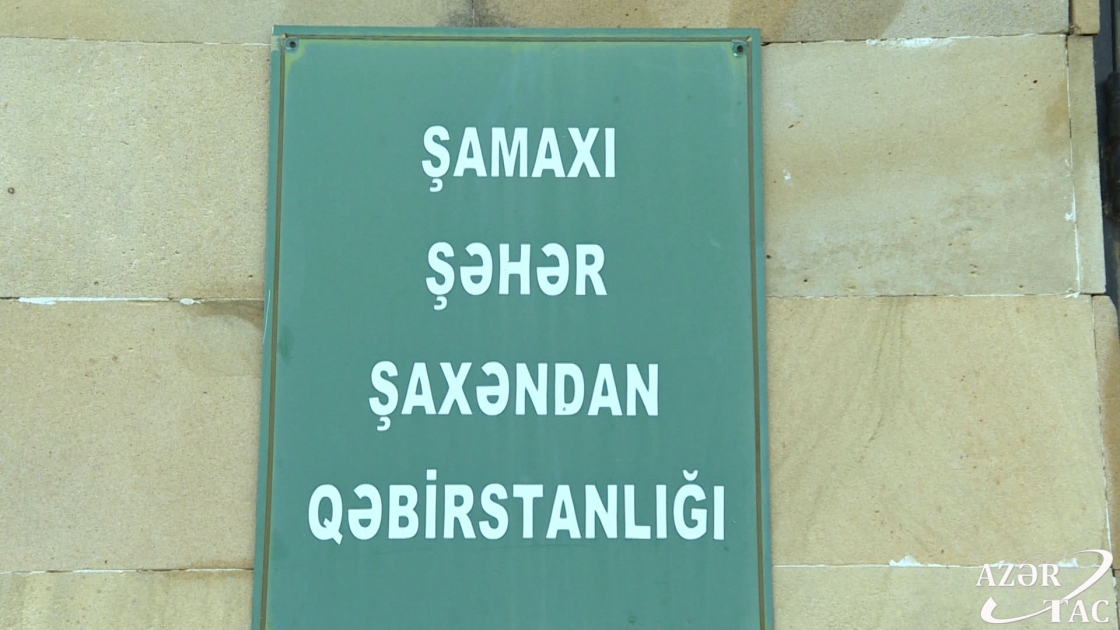 ŞAMAXI
ŞƏHƏR
ŞAXƏNDAN
QƏBİRSTANLIĞI
AZƏR
TAC